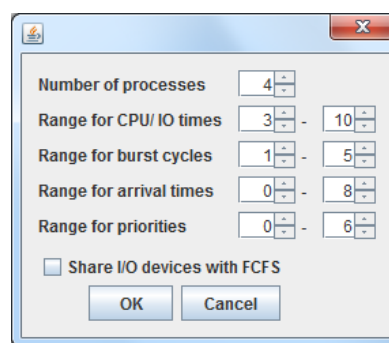 Number of processes 4
Range for CPU/ IO times 3 - 10
Range for burst cycles 1 - 5
Range for arrival times 0 - 8
Range for priorities 0 - 6
Share I/O devices with FCFS
OK Cancel